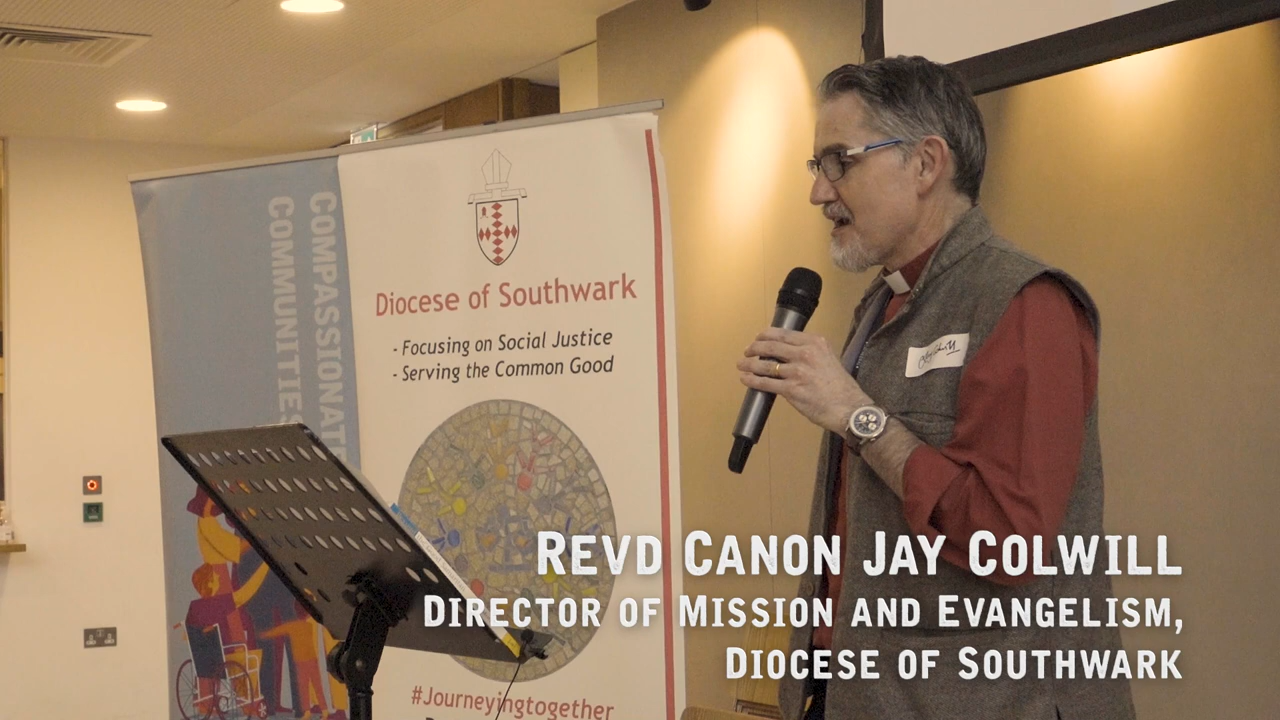 COMPASSIONATE
COMMUNITIES
Diocese of Southwark
- Focusing on Social Justice
- Serving the Common Good
#Journeyingtogether
REVD CANON JAY COLWILL
DIRECTOR OF MISSION AND EVANGELISM,
DIOCESE OF SOUTHWARK